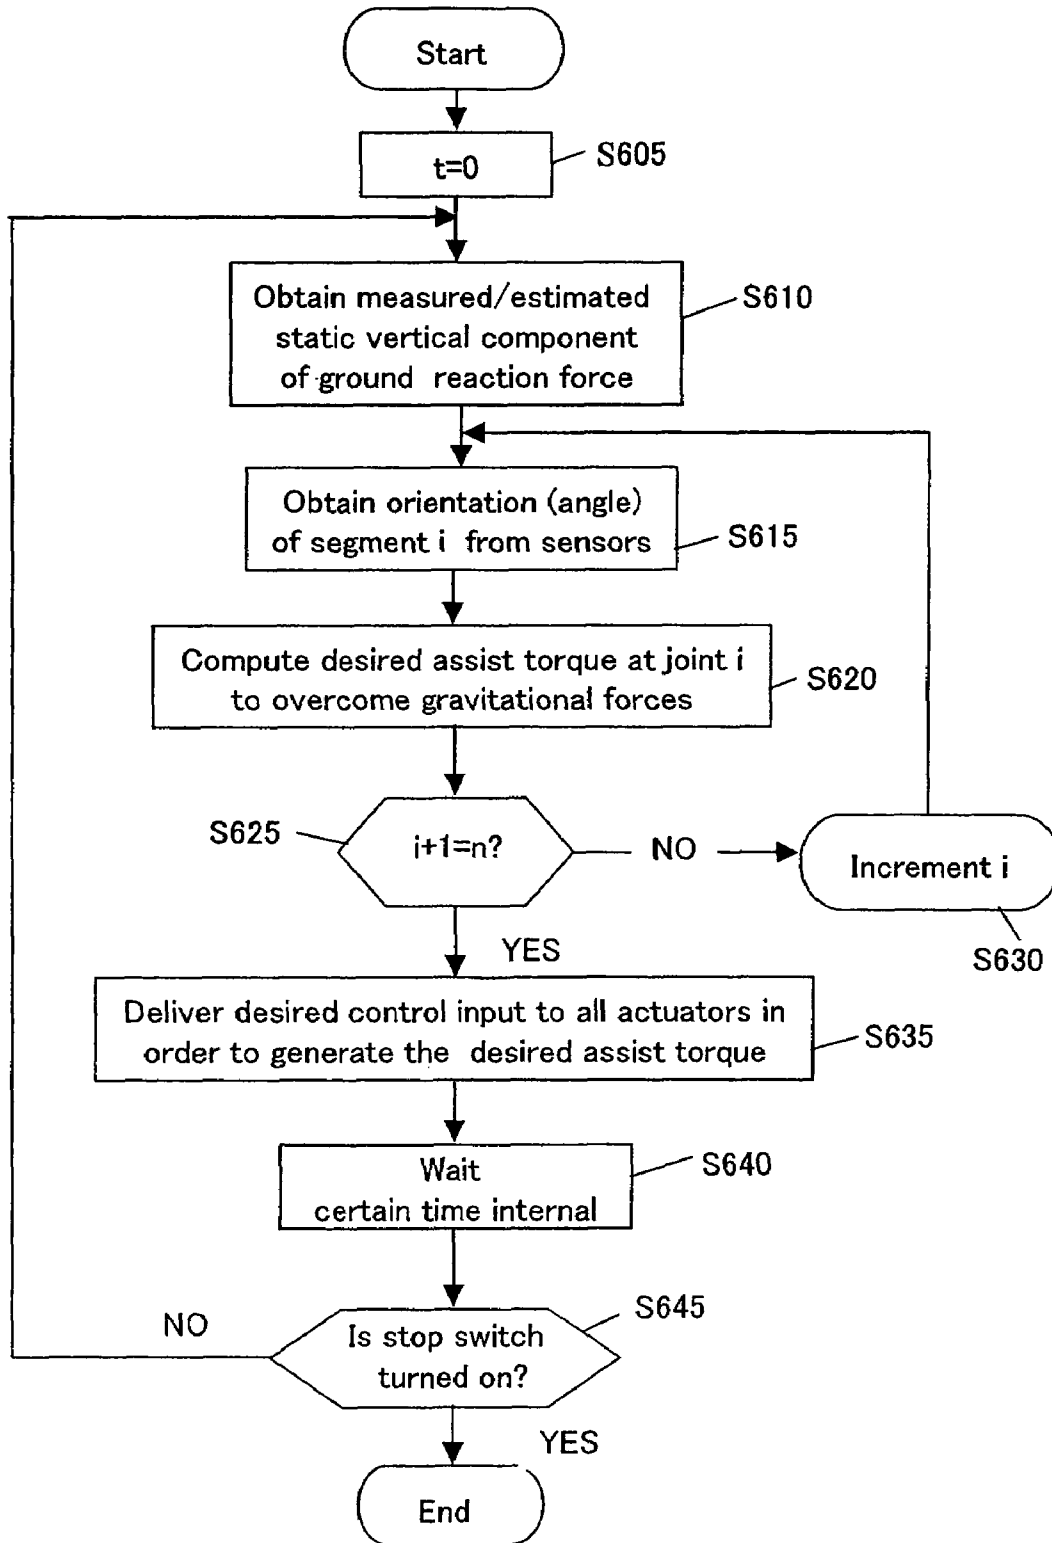 Start
t=0
S605
Obtain measured/estimated
static vertical component
of ground reaction force
S610
Obtain orientation (angle)
of segment i from sensors
S615
Compute desired assist torque at joint i
to overcome gravitational forces
S620
S625
i+1=n?
NO
Increment i
S630
YES
Deliver desired control input to all actuators in
order to generate the desired assist torque
S635
Wait
certain time internal
S640
NO
Is stop switch
turned on?
S645
YES
End